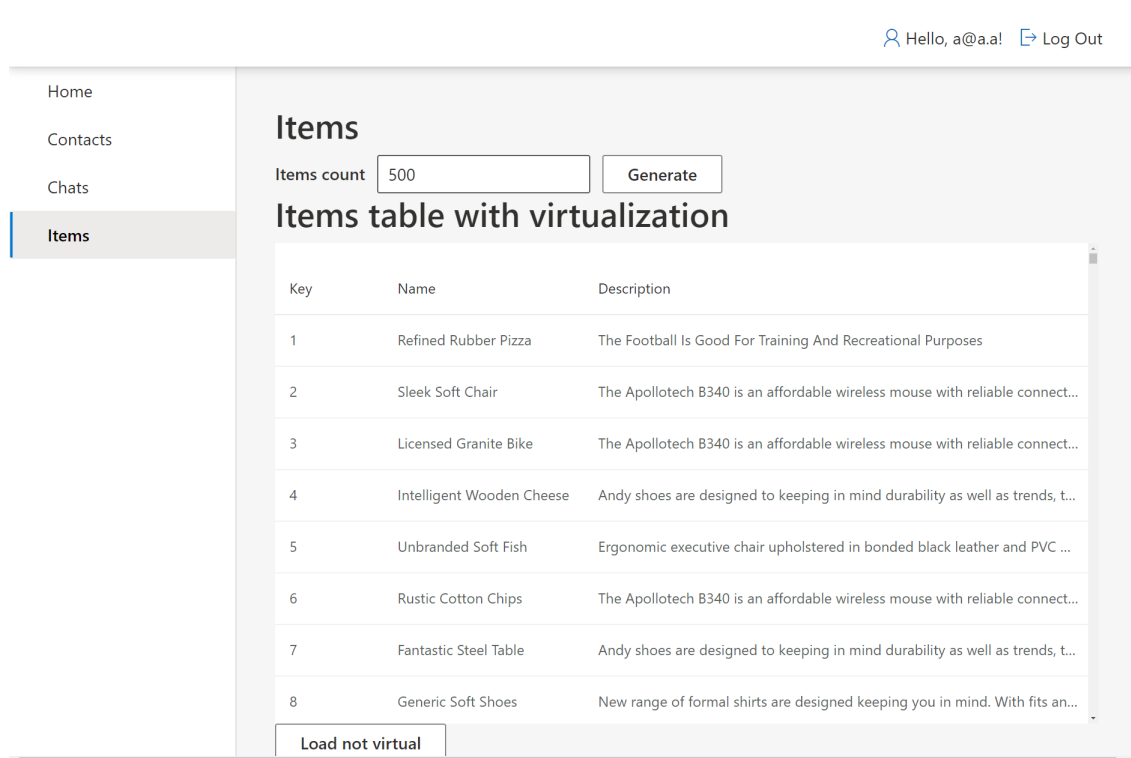 Hello, a@a.a! Log Out
Home
Contacts
Chats
Items
Items
Items count 500 Generate
Items table with virtualization
Key Name Description
1 Refined Rubber Pizza The Football Is Good For Training And Recreational Purposes
2 Sleek Soft Chair The Apollotech B340 is an affordable wireless mouse with reliable connect...
3 Licensed Granite Bike The Apollotech B340 is an affordable wireless mouse with reliable connect...
4 Intelligent Wooden Cheese Andy shoes are designed to keeping in mind durability as well as trends, t...
5 Unbranded Soft Fish Ergonomic executive chair upholstered in bonded black leather and PVC ...
6 Rustic Cotton Chips The Apollotech B340 is an affordable wireless mouse with reliable connect...
7 Fantastic Steel Table Andy shoes are designed to keeping in mind durability as well as trends, t...
8 Generic Soft Shoes New range of formal shirts are designed keeping you in mind. With fits an...
Load not virtual